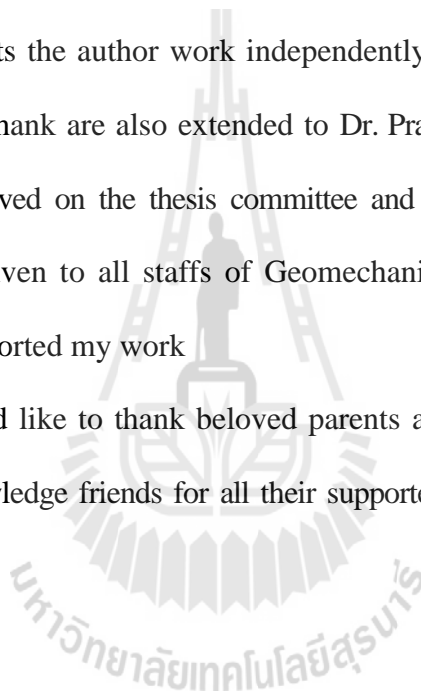 ts the author work independently
hank are also extended to Dr. Pra
ved on the thesis committee and
iven to all staffs of Geomechani
orted my work
d like to thank beloved parents a
rledge friends for all their supporte
มหาวิทยาลัยเทคโนโลยีสุรนารี